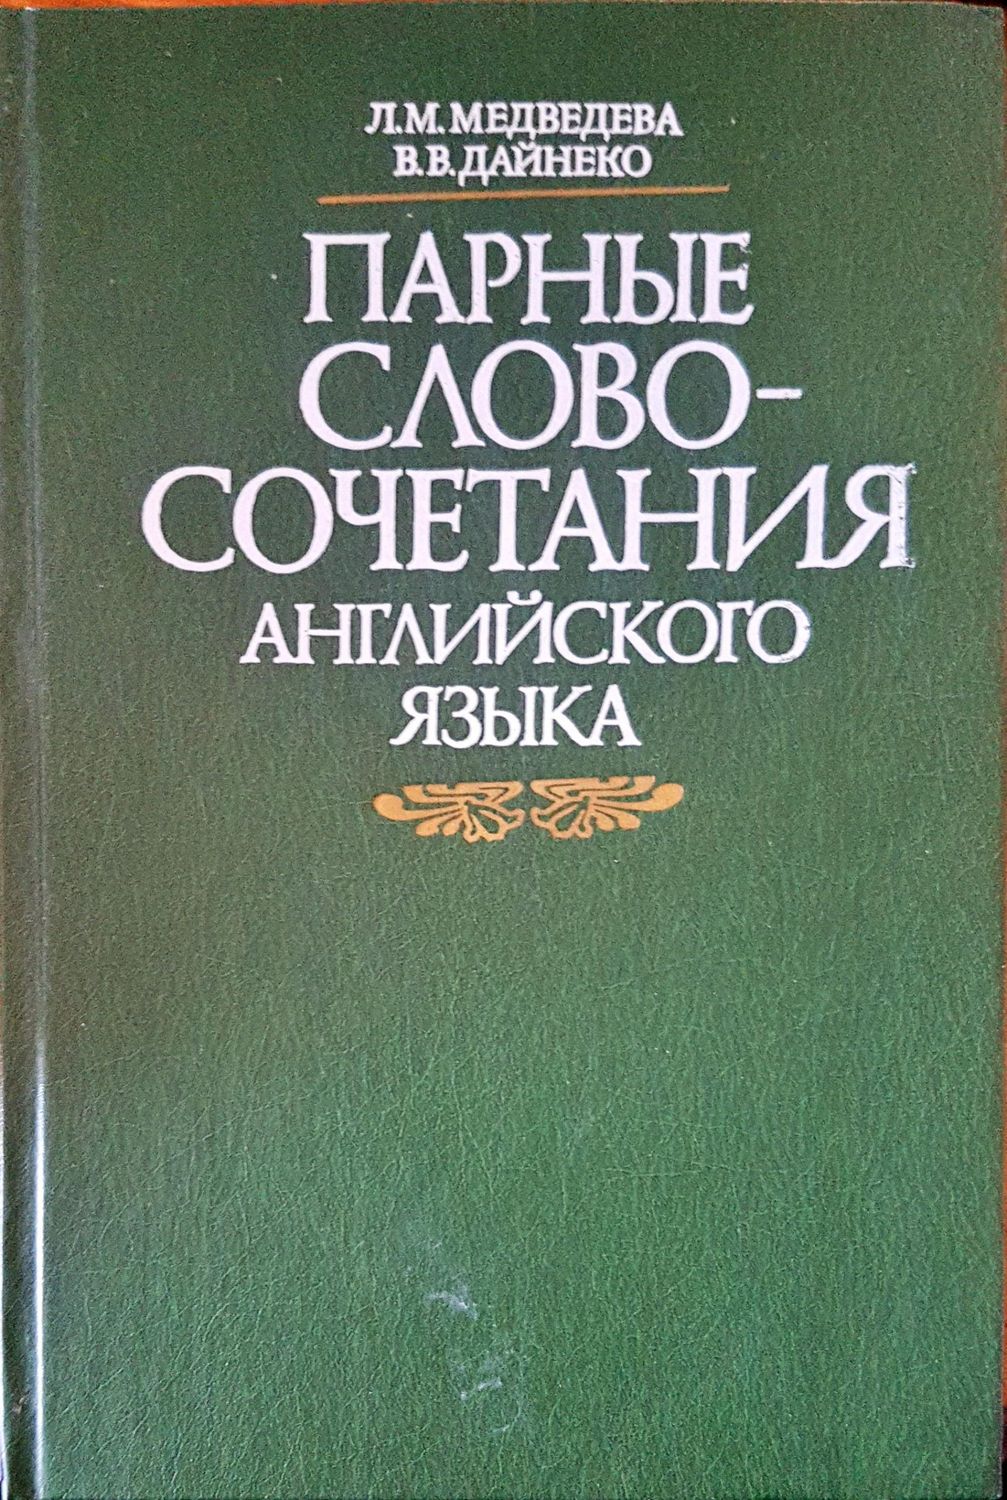 Л.М.МЕДВЕДЕВА
В.В.ДАЙНЕКО
ПАРНЫЕ
СЛОВО-
СОЧЕТАНИЯ
АНГЛИЙСКОГО
ЯЗЫКА